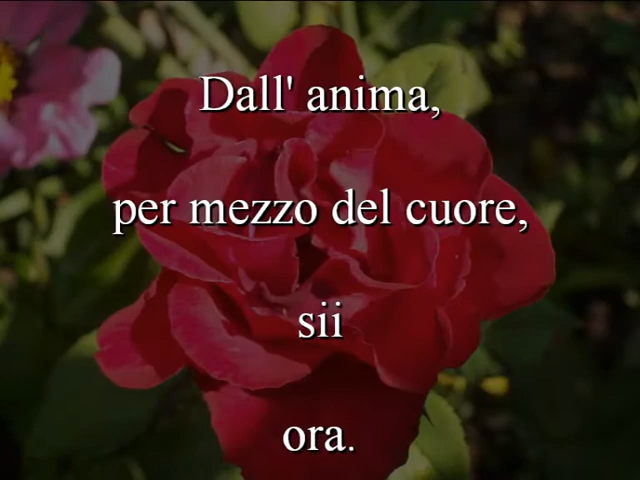 Dall' anima,
per mezzo del cuore,
sii
ora.